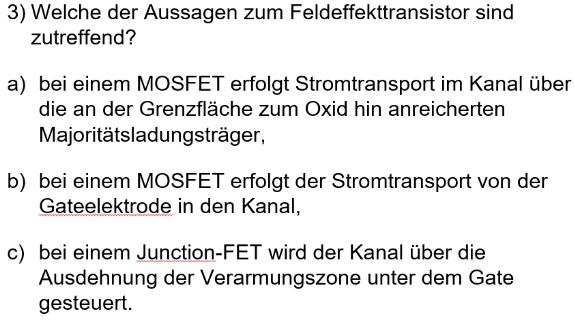 3) Welche der Aussagen zum Feldeffekttransistor sind
zutreffend?
a) bei einem MOSFET erfolgt Stromtransport im Kanal über
die an der Grenzfläche zum Oxid hin anreicherten
Majoritätsladungsträger,
b) bei einem MOSFET erfolgt der Stromtransport von der
Gateelektrode in den Kanal,
c) bei einem Junction-FET wird der Kanal über die
Ausdehnung der Verarmungszone unter dem Gate
gesteuert.